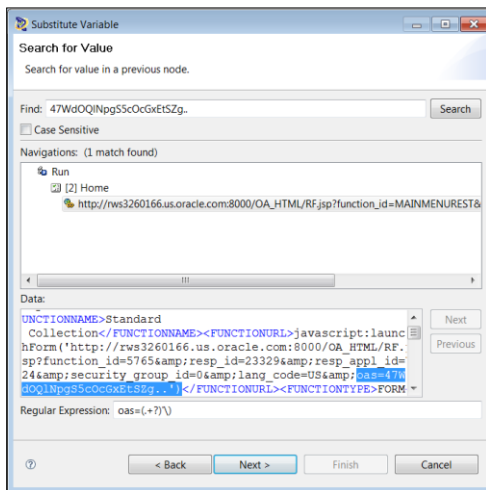 Substitute Variable
Search for Value
Search for value in a previous node.
Find: 47WdOQlNpgS5cOcGxEtSZg..
Search
Case Sensitive
Navigations: (1 match found)
Run
[2] Home
http://rws3260166.us.oracle.com:8000/OA_HTML/RF.jsp?function_id=MAINMENUREST&
Data:
UNCTIONNAME>Standard
Collection</FUNCTIONNAME><FUNCTIONURL>javascript:launc
hForm('http://rws3260166.us.oracle.com:8000/OA_HTML/RF.j
sp?function_id=5765&amp;resp_id=23329&amp;resp_appl_id=7
24&amp;security_group_id=0&amp;lang_code=US&amp;oas=47W
dOQlNpgS5cOcGxEtSZg..')</FUNCTIONURL><FUNCTIONTYPE>FORM
Next
Previous
Regular Expression: oas=(.+?)'\)
< Back
Next >
Finish
Cancel